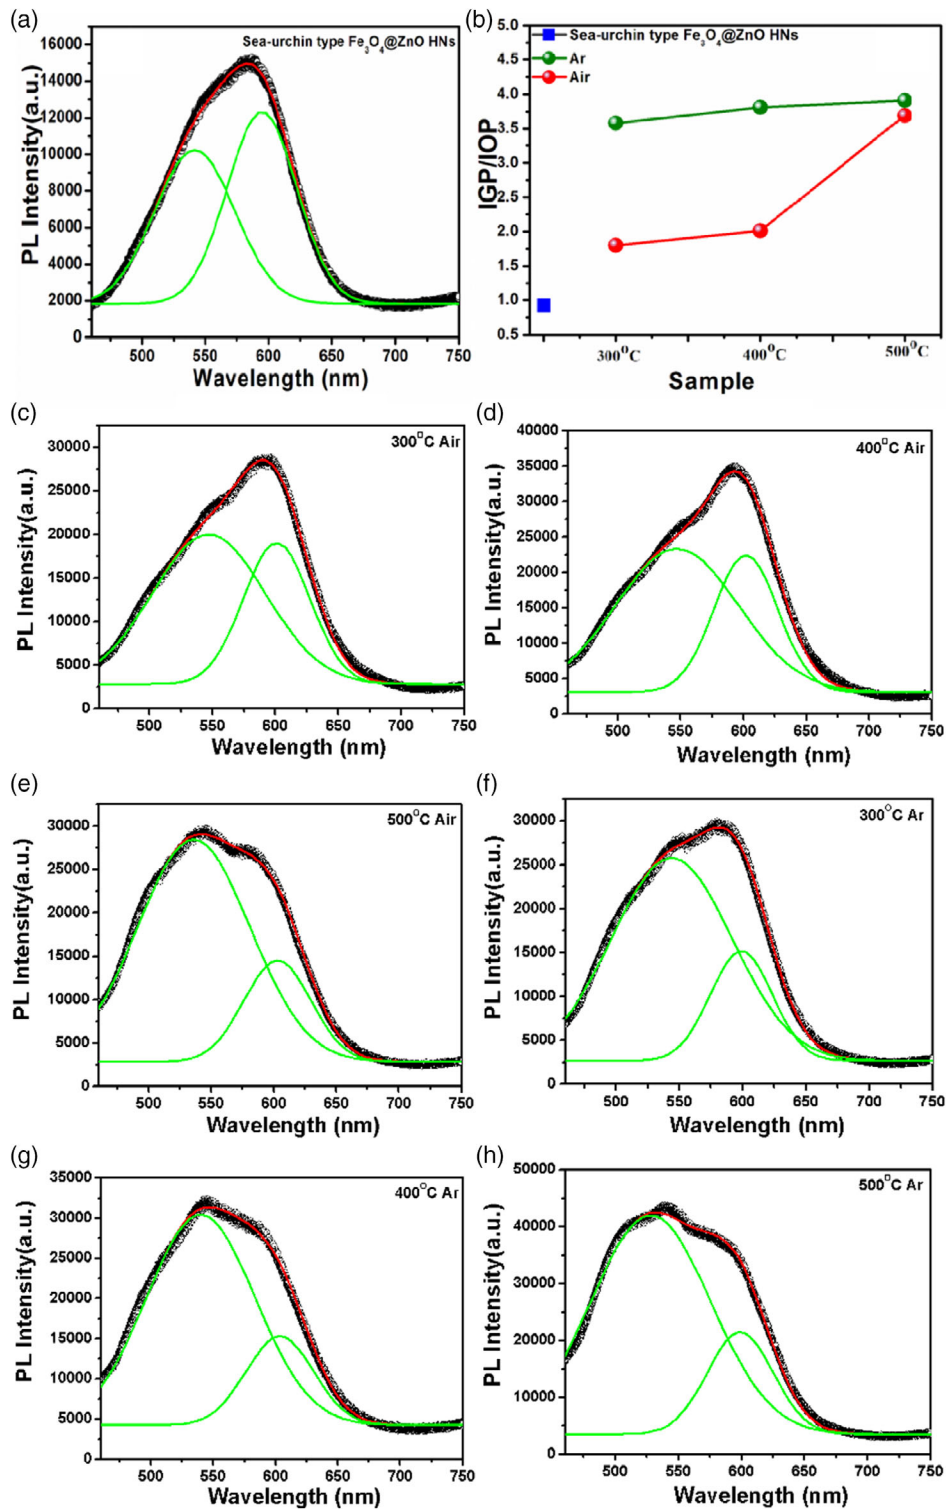 (a)
Sea-urchin type Fe₃O₄@ZnO HNs
PL Intensity(a.u.)
16000
14000
12000
10000
8000
6000
4000
2000
0
500 550 600 650 700 750
Wavelength (nm)
(b)
Sea-urchin type Fe₃O₄@ZnO HNs
Ar
Air
IGP/IOP
5.0
4.5
4.0
3.5
3.0
2.5
2.0
1.5
1.0
0.5
300⁰C 400⁰C 500⁰C
Sample
(c)
300°C Air
PL Intensity(a.u.)
30000
25000
20000
15000
10000
5000
0
500 550 600 650 700 750
Wavelength (nm)
(d)
400°C Air
PL Intensity(a.u.)
40000
35000
30000
25000
20000
15000
10000
5000
0
500 550 600 650 700 750
Wavelength (nm)
(e)
500°C Air
PL Intensity(a.u.)
30000
25000
20000
15000
10000
5000
0
500 550 600 650 700 750
Wavelength (nm)
(f)
300°C Ar
PL Intensity(a.u.)
30000
25000
20000
15000
10000
5000
0
500 550 600 650 700 750
Wavelength (nm)
(g)
400°C Ar
PL Intensity(a.u.)
35000
30000
25000
20000
15000
10000
5000
0
500 550 600 650 700 750
Wavelength (nm)
(h)
500°C Ar
PL Intensity(a.u.)
50000
40000
30000
20000
10000
0
500 550 600 650 700 750
Wavelength (nm)